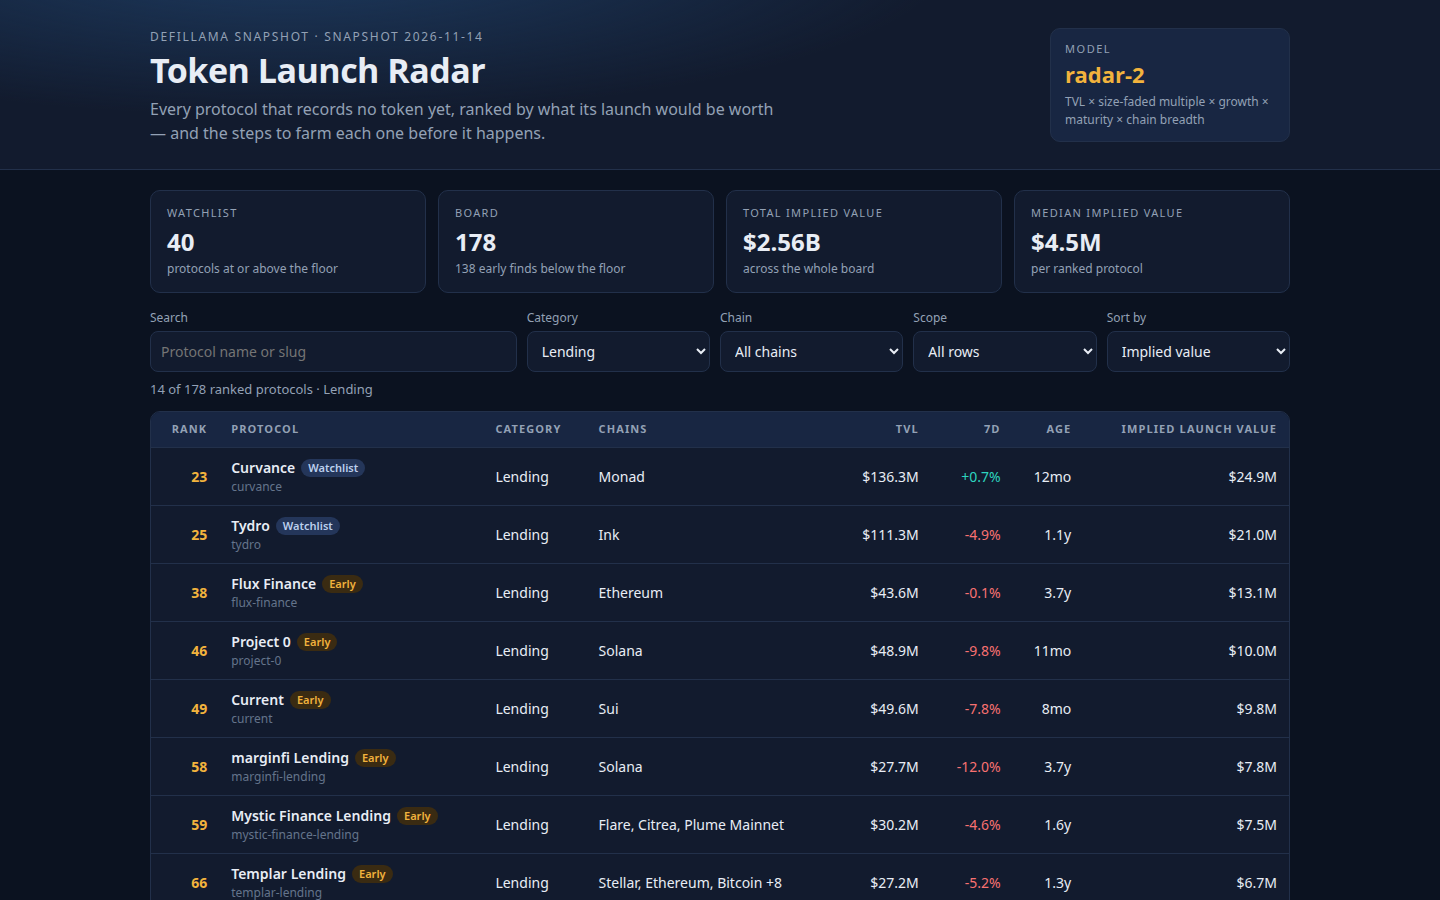 DEFILLAMA SNAPSHOT · SNAPSHOT 2026-11-14
Token Launch Radar
Every protocol that records no token yet, ranked by what its launch would be worth
— and the steps to farm each one before it happens.
MODEL
radar-2
TVL × size-faded multiple × growth ×
maturity × chain breadth
WATCHLIST
40
protocols at or above the floor
BOARD
178
138 early finds below the floor
TOTAL IMPLIED VALUE
$2.56B
across the whole board
MEDIAN IMPLIED VALUE
$4.5M
per ranked protocol
Search
Protocol name or slug
Category
Lending
Chain
All chains
Scope
All rows
Sort by
Implied value
14 of 178 ranked protocols · Lending
RANK PROTOCOL CATEGORY CHAINS TVL 7D AGE IMPLIED LAUNCH VALUE
23 Curvance Watchlist Lending Monad $136.3M +0.7% 12mo $24.9M
curvance
25 Tydro Watchlist Lending Ink $111.3M -4.9% 1.1y $21.0M
tydro
38 Flux Finance Early Lending Ethereum $43.6M -0.1% 3.7y $13.1M
flux-finance
46 Project 0 Early Lending Solana $48.9M -9.8% 11mo $10.0M
project-0
49 Current Early Lending Sui $49.6M -7.8% 8mo $9.8M
current
58 marginfi Lending Early Lending Solana $27.7M -12.0% 3.7y $7.8M
marginfi-lending
59 Mystic Finance Lending Early Lending Flare, Citrea, Plume Mainnet $30.2M -4.6% 1.6y $7.5M
mystic-finance-lending
66 Templar Lending Early Lending Stellar, Ethereum, Bitcoin +8 $27.2M -5.2% 1.3y $6.7M
templar-lending